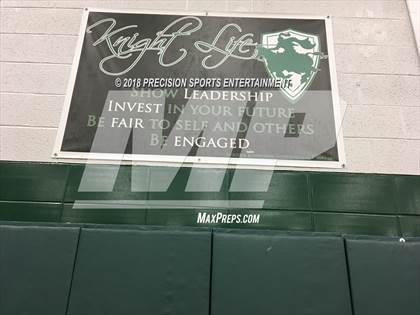 Knight Life
© 2018 PRECISION SPORTS ENTERTAINMENT
SHOW LEADERSHIP
INVEST IN YOUR FUTURE
BE FAIR TO SELF AND OTHERS
BE ENGAGED
MP
MAXPREPS.COM